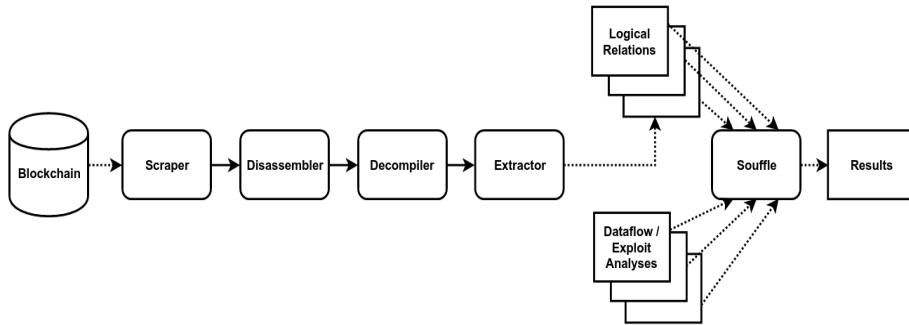 Logical
Relations
Blockchain
Scraper
Disassembler
Decompiler
Extractor
Souffle
Results
Dataflow /
Exploit
Analyses